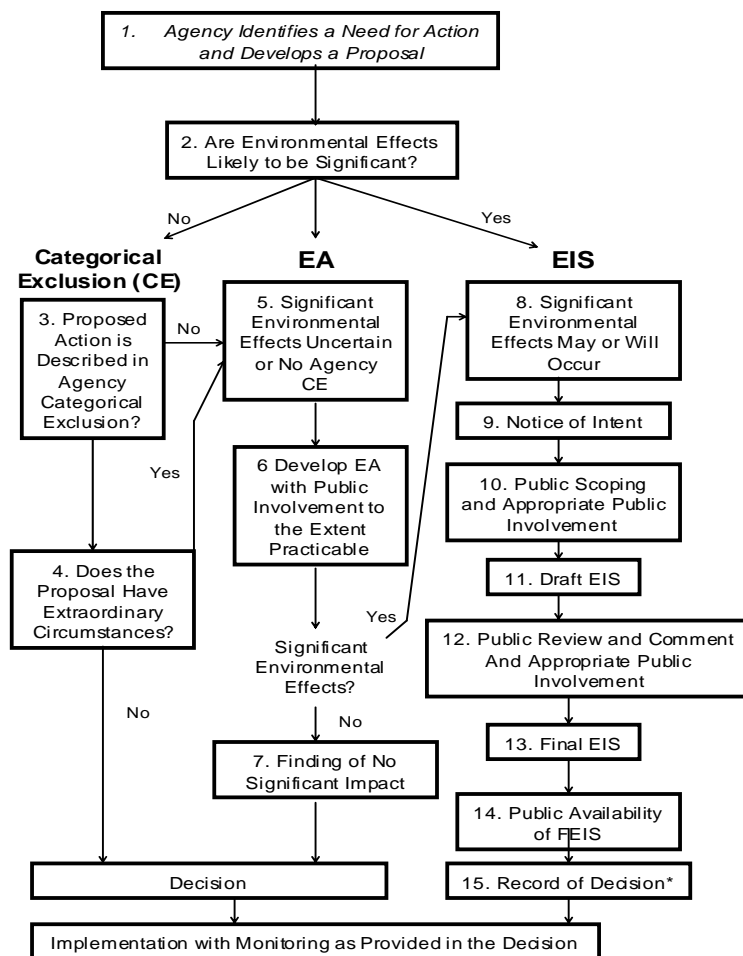 1. Agency Identifies a Need for Action
and Develops a Proposal
2. Are Environmental Effects
Likely to be Significant?
No
Yes
Categorical
Exclusion (CE)
EA
EIS
3. Proposed
Action is
Described in
Agency
Categorical
Exclusion?
No
5. Significant
Environmental
Effects Uncertain
or No Agency
CE
8. Significant
Environmental
Effects May or Will
Occur
9. Notice of Intent
Yes
6 Develop EA
with Public
Involvement to
the Extent
Practicable
10. Public Scoping
and Appropriate Public
Involvement
4. Does the
Proposal Have
Extraordinary
Circumstances?
11. Draft EIS
Yes
Significant
Environmental
Effects?
12. Public Review and Comment
And Appropriate Public
Involvement
No
No
13. Final EIS
7. Finding of No
Significant Impact
14. Public Availability
of FEIS
Decision
15. Record of Decision*
Implementation with Monitoring as Provided in the Decision